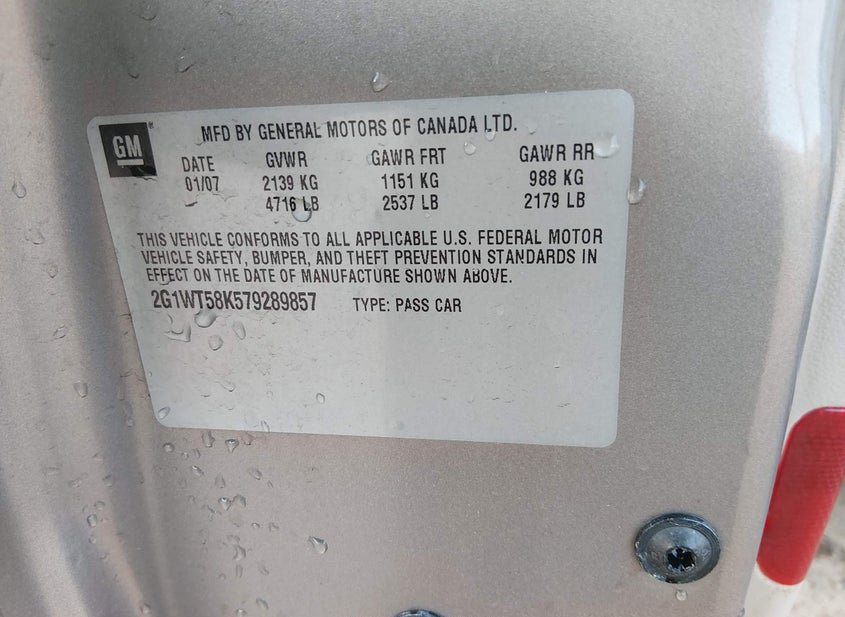 GM
MFD BY GENERAL MOTORS OF CANADA LTD.
DATE GVWR GAWR FRT GAWR RR
01/07 2139 KG 1151 KG 988 KG
4716 LB 2537 LB 2179 LB
THIS VEHICLE CONFORMS TO ALL APPLICABLE U.S. FEDERAL MOTOR
VEHICLE SAFETY, BUMPER, AND THEFT PREVENTION STANDARDS IN
EFFECT ON THE DATE OF MANUFACTURE SHOWN ABOVE.
2G1WT58K579289857 TYPE: PASS CAR